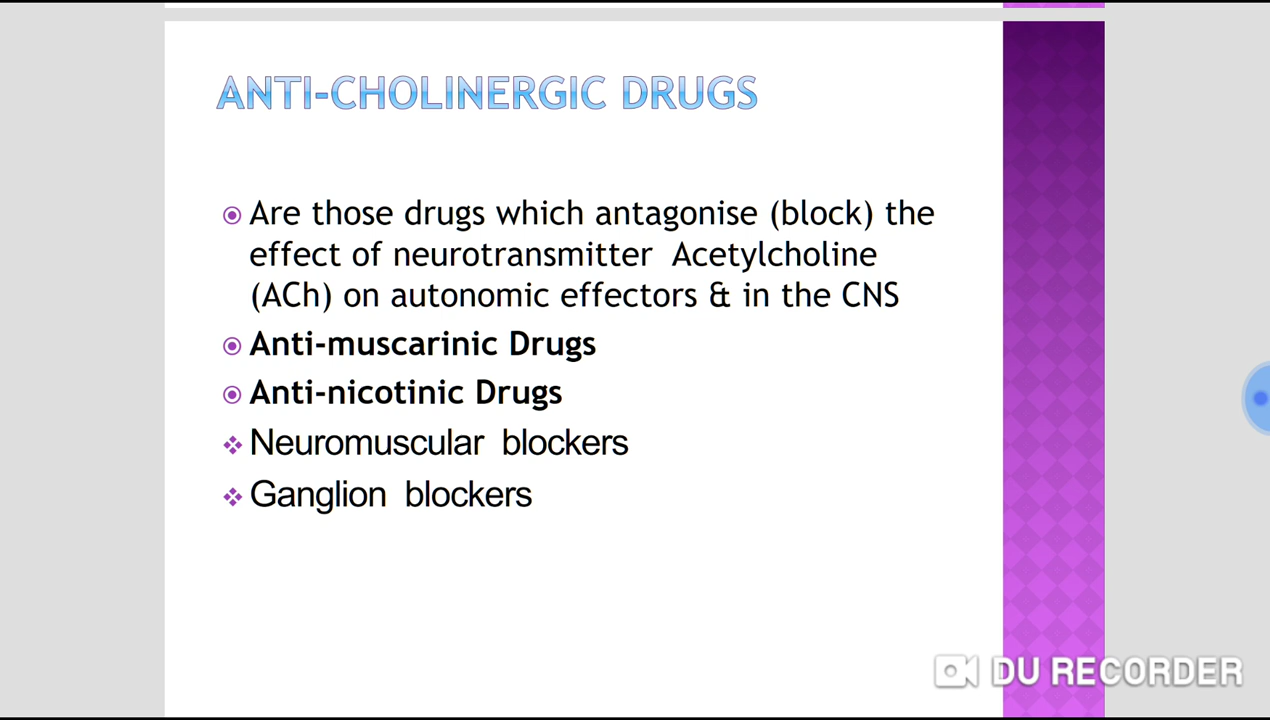 ANTI-CHOLINERGIC DRUGS
Are those drugs which antagonise (block) the
effect of neurotransmitter Acetylcholine
(ACh) on autonomic effectors & in the CNS
Anti-muscarinic Drugs
Anti-nicotinic Drugs
Neuromuscular blockers
Ganglion blockers
DU RECORDER